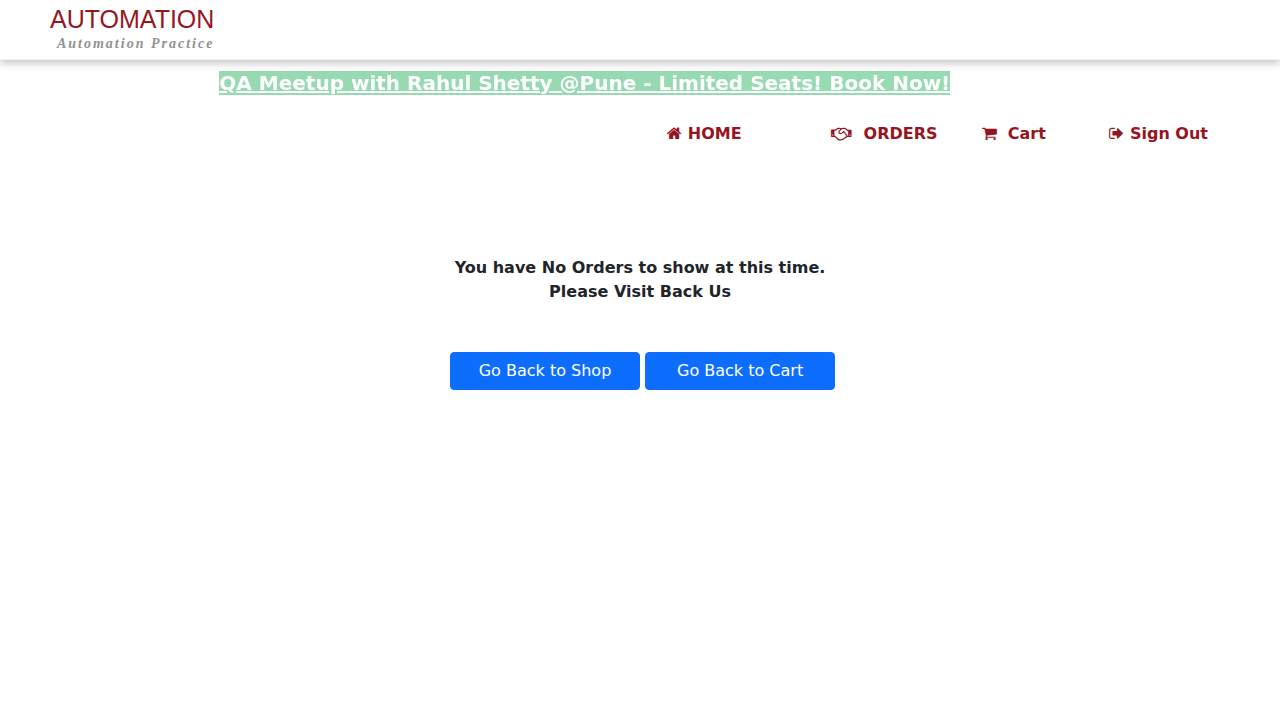 AUTOMATION
Automation Practice
QA Meetup with Rahul Shetty @Pune - Limited Seats! Book Now!
HOME ORDERS Cart Sign Out
You have No Orders to show at this time.
Please Visit Back Us
Go Back to Shop Go Back to Cart